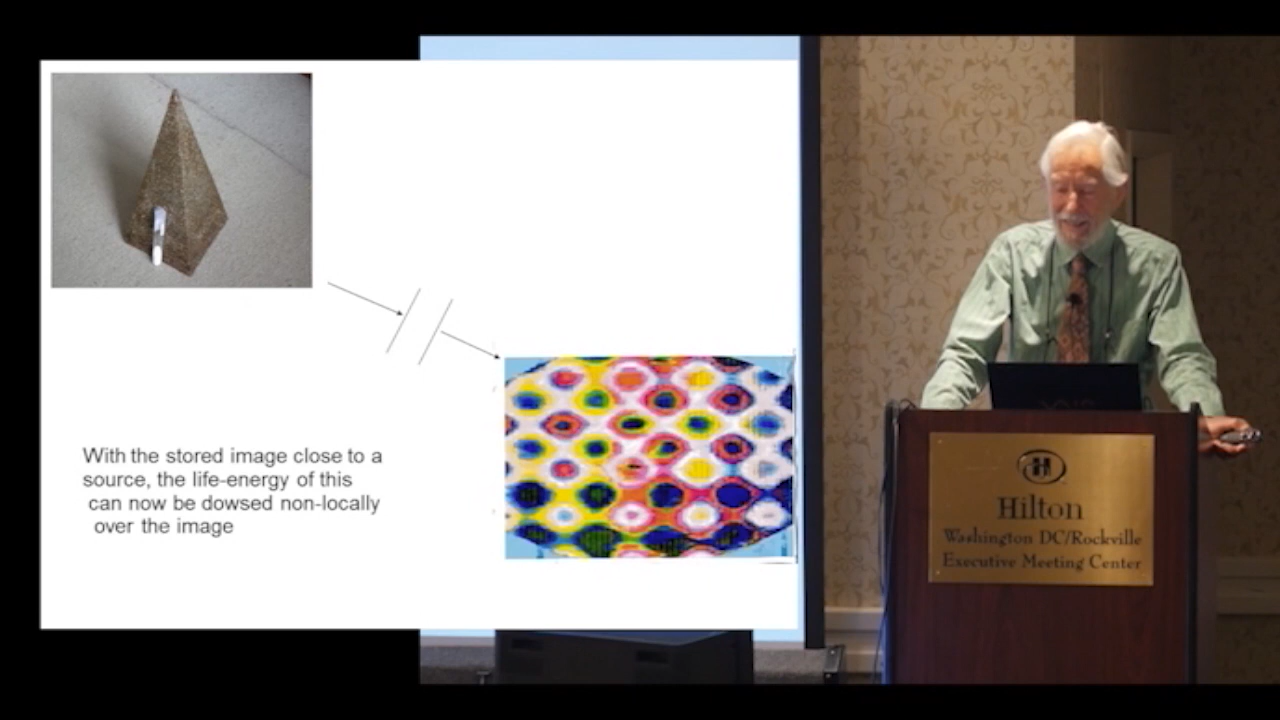 With the stored image close to a
source, the life-energy of this
can now be dowsed non-locally
over the image
Hilton
Washington DC/Rockville
Executive Meeting Center